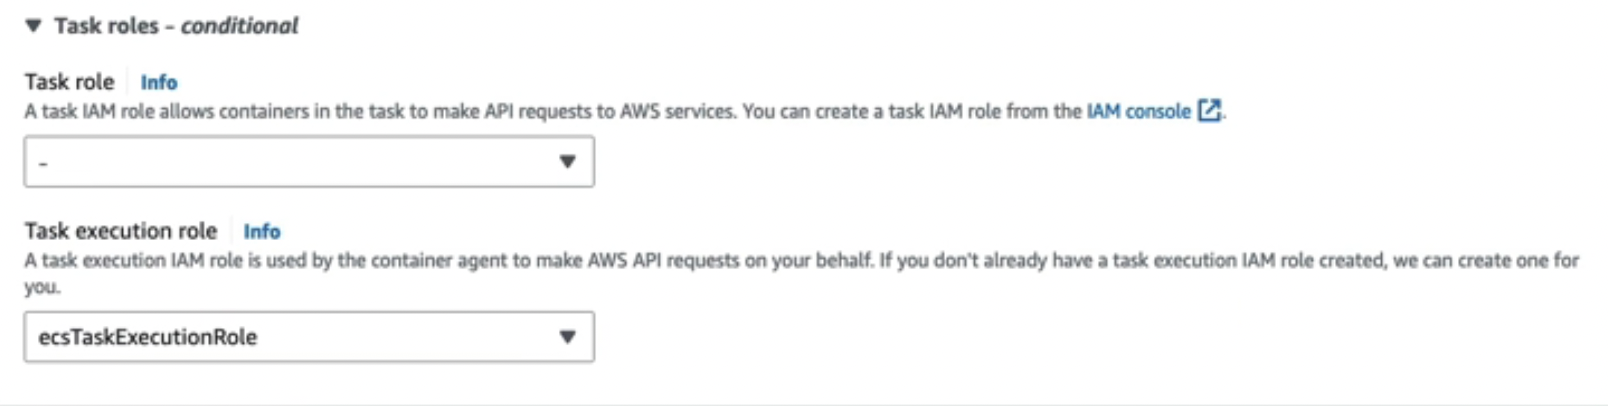 Task roles - conditional
Task role Info
A task IAM role allows containers in the task to make API requests to AWS services. You can create a task IAM role from the IAM console.
-
Task execution role Info
A task execution IAM role is used by the container agent to make AWS API requests on your behalf. If you don't already have a task execution IAM role created, we can create one for
you.
ecsTaskExecutionRole